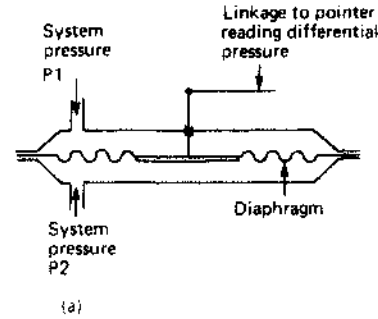 System
pressure
P1
Linkage to pointer
reading differential
pressure
Diaphragm
System
pressure
P2
(a)